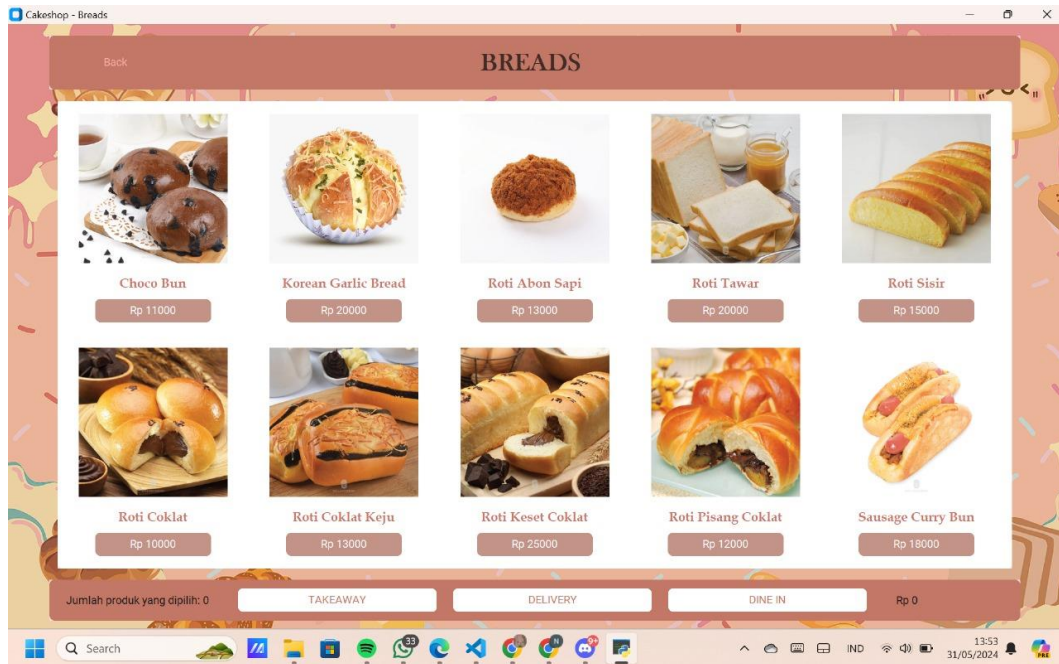 Cakeshop - Breads
Back
BREADS
Choco Bun
Korean Garlic Bread
Roti Abon Sapi
Roti Tawar
Roti Sisir
Rp 11000
Rp 20000
Rp 13000
Rp 20000
Rp 15000
Roti Coklat
Roti Coklat Keju
Roti Keset Coklat
Roti Pisang Coklat
Sausage Curry Bun
Rp 10000
Rp 13000
Rp 25000
Rp 12000
Rp 18000
Jumlah produk yang dipilih: 0
TAKEAWAY
DELIVERY
DINE IN
Rp 0
Search
33
9+
IND
13:53
31/05/2024
PRE